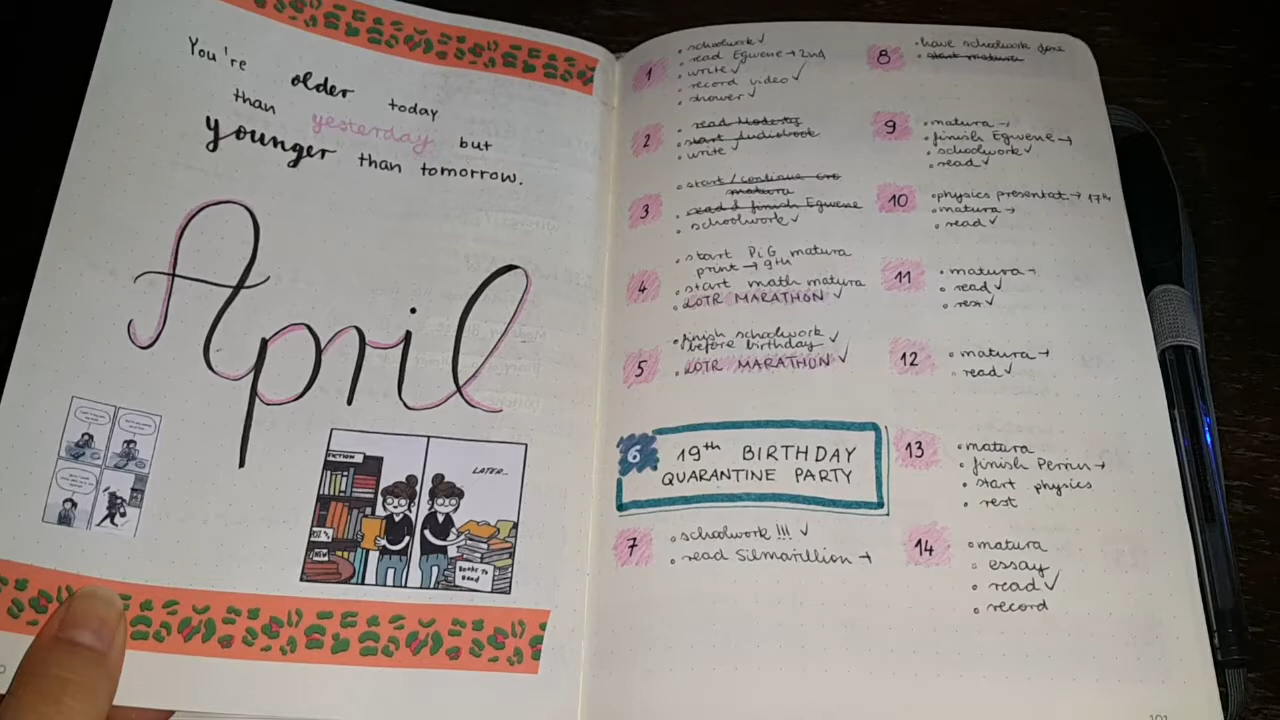 You're older today
than yesterday but
younger than tomorrow.
April
FICTION
NEW
LATER...
BOOKS TO
READ
1
• schoolwork ✓
• read Egwene → 2nd
• write ✓
• record video ✓
• shower ✓
2
• read Modesty
• start audiobook
• write ✓
3
• start / continue
matura
• read & finish Egwene
• schoolwork ✓
4
• start PiG matura
print → 9th
• start math matura
• LOTR MARATHON ✓
5
• finish schoolwork ✓
before birthday
• LOTR MARATHON ✓
6
19th BIRTHDAY
QUARANTINE PARTY
7
• schoolwork !!! ✓
• read Silmarillion →
8
• have schoolwork done
• start matura
9
• matura →
• finish Egwene →
• schoolwork ✓
• read ✓
10
• physics presentat. → 17th
• matura →
• read ✓
11
• matura →
• read ✓
• rest ✓
12
• matura →
• read ✓
13
• matura
• finish Perrin →
• start physics
• rest
14
• matura
• essay
• read ✓
• record
101